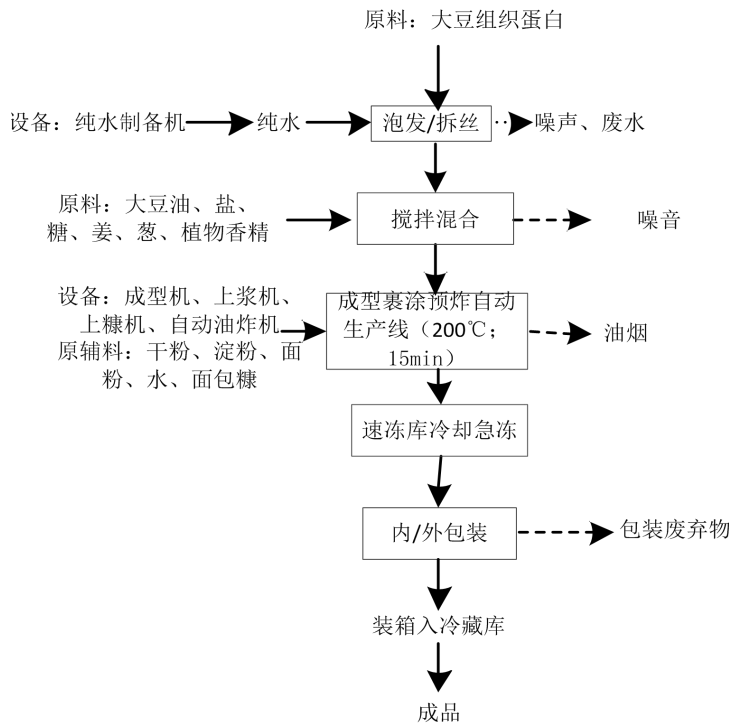 原料：大豆组织蛋白
设备：纯水制备机
纯水
泡发/拆丝
噪声、废水
原料：大豆油、盐、
糖、姜、葱、植物香精
搅拌混合
噪音
设备：成型机、上浆机、
上糠机、自动油炸机
原辅料：干粉、淀粉、面
粉、水、面包糠
成型裹涂预炸自动
生产线（200℃；
15min）
油烟
速冻库冷却急冻
内/外包装
包装废弃物
装箱入冷藏库
成品